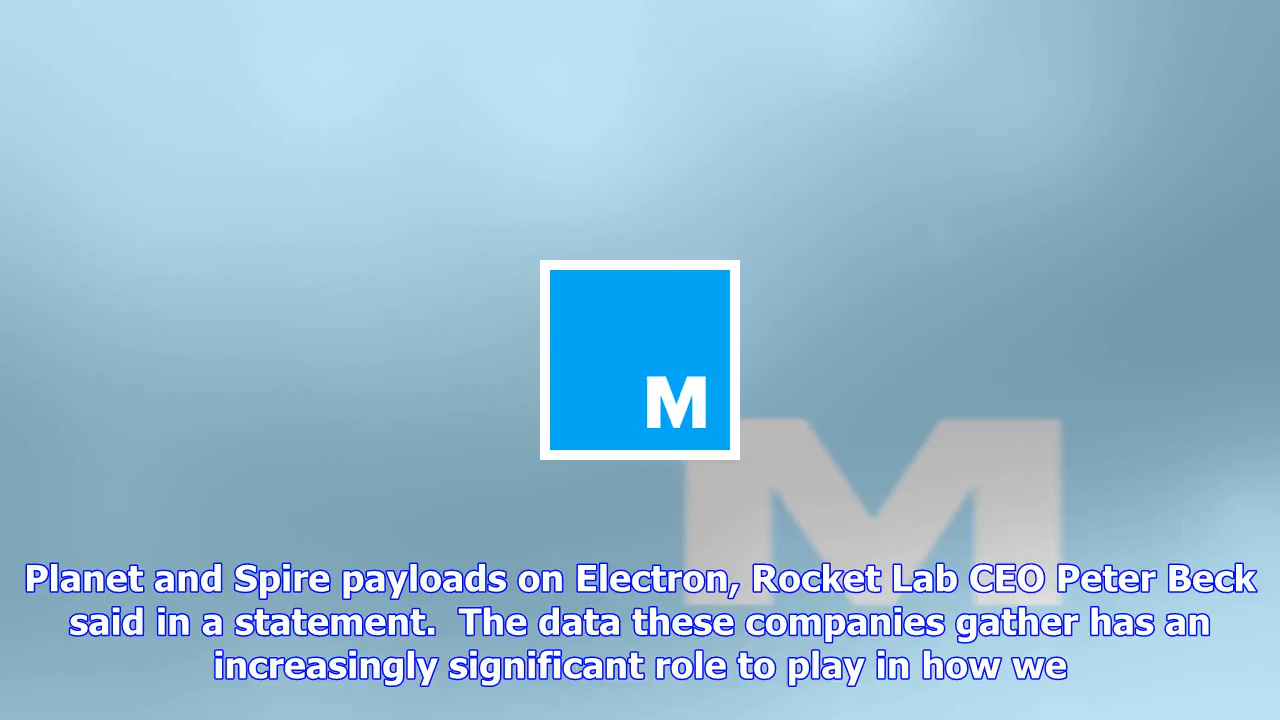 M
M
Planet and Spire payloads on Electron, Rocket Lab CEO Peter Beck
said in a statement.  The data these companies gather has an
increasingly significant role to play in how we